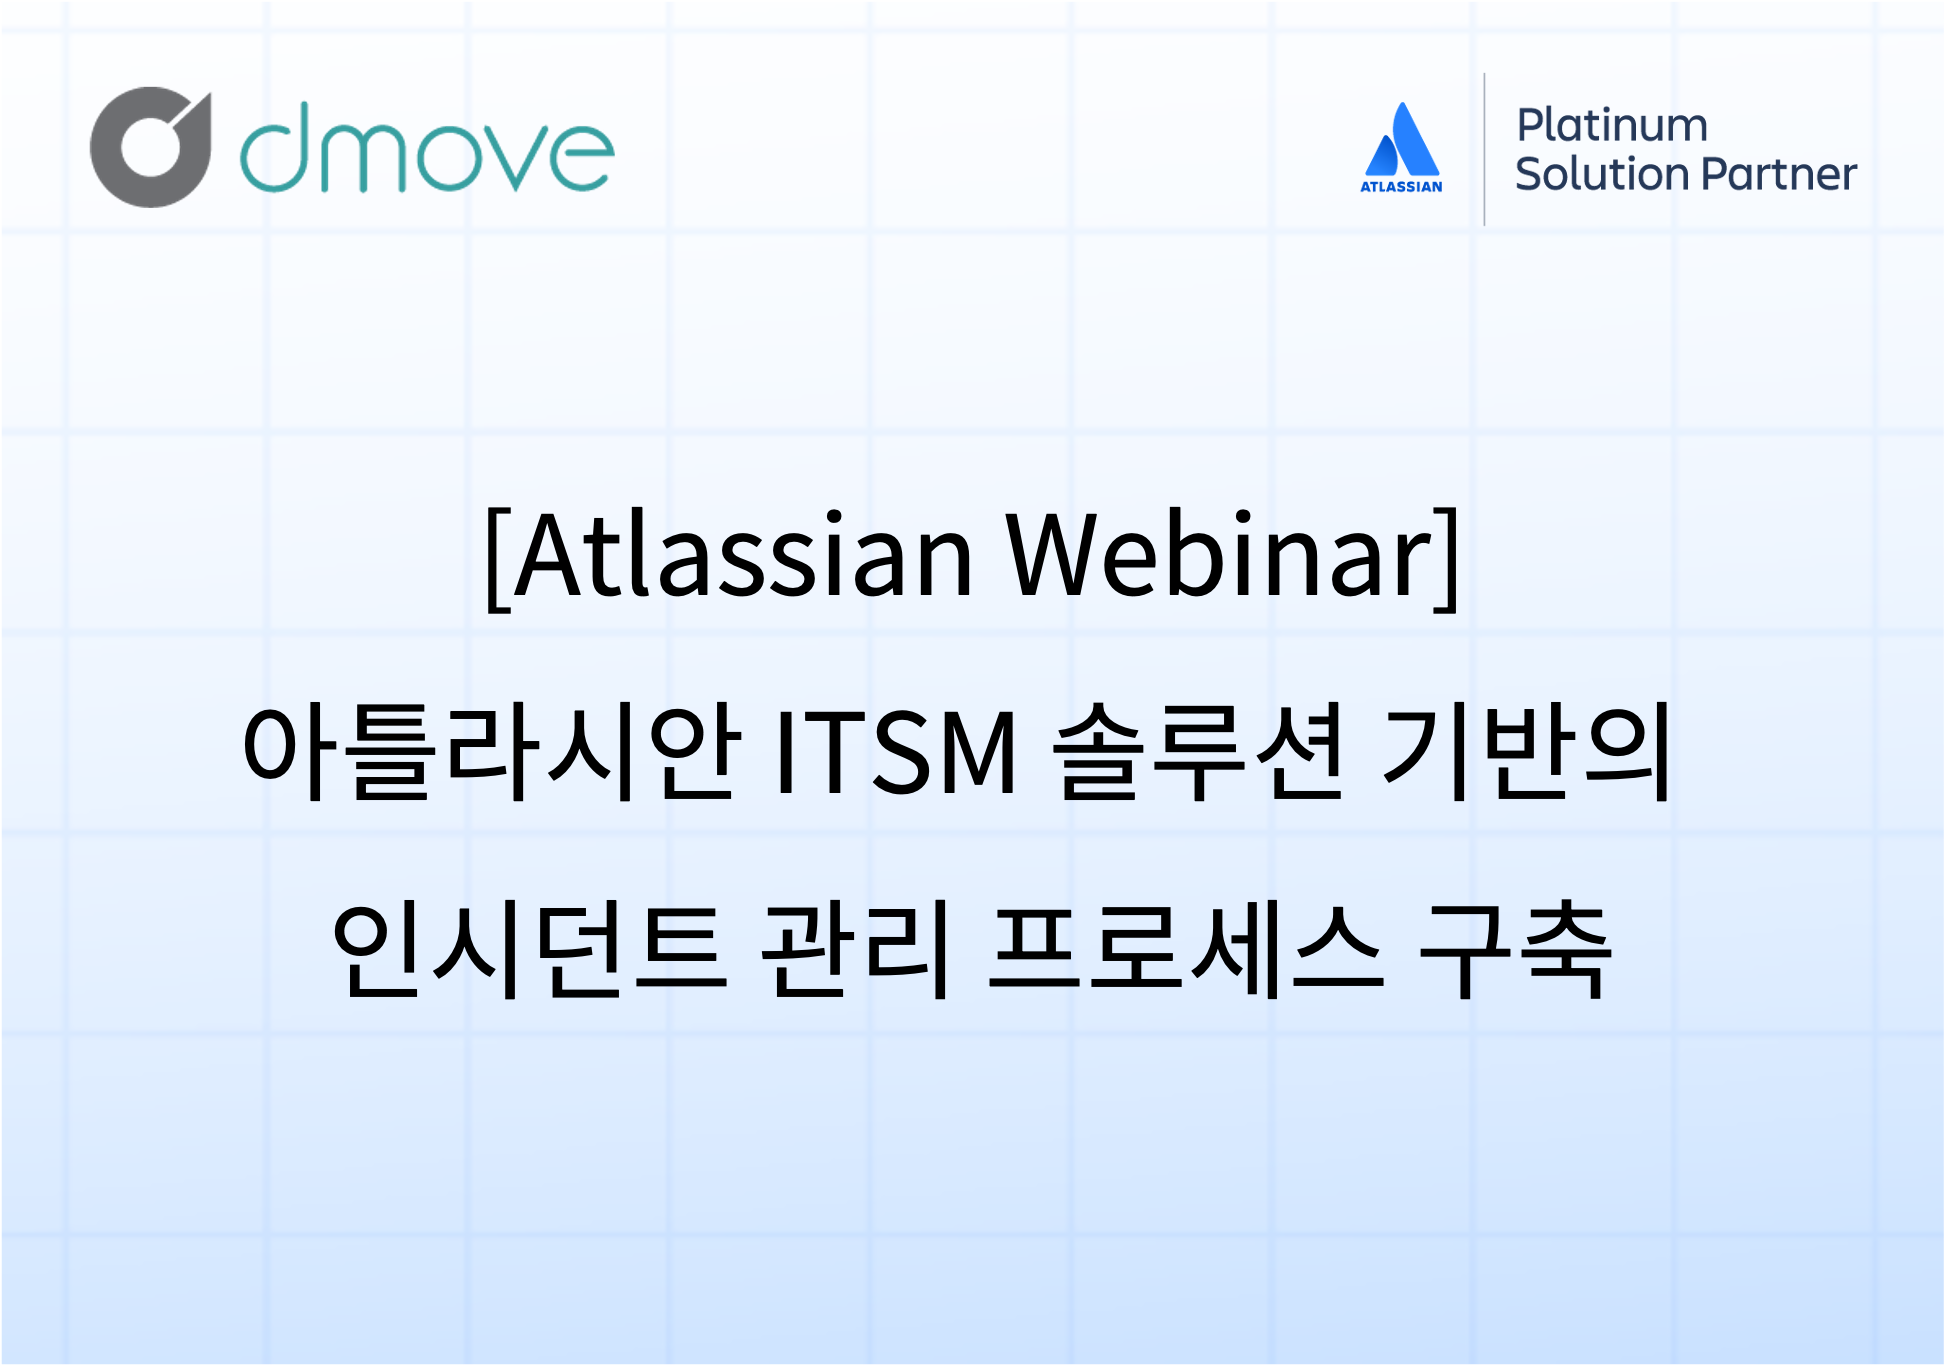 dmove
ATLASSIAN
Platinum
Solution Partner
[Atlassian Webinar]
아틀라시안 ITSM 솔루션 기반의
인시던트 관리 프로세스 구축